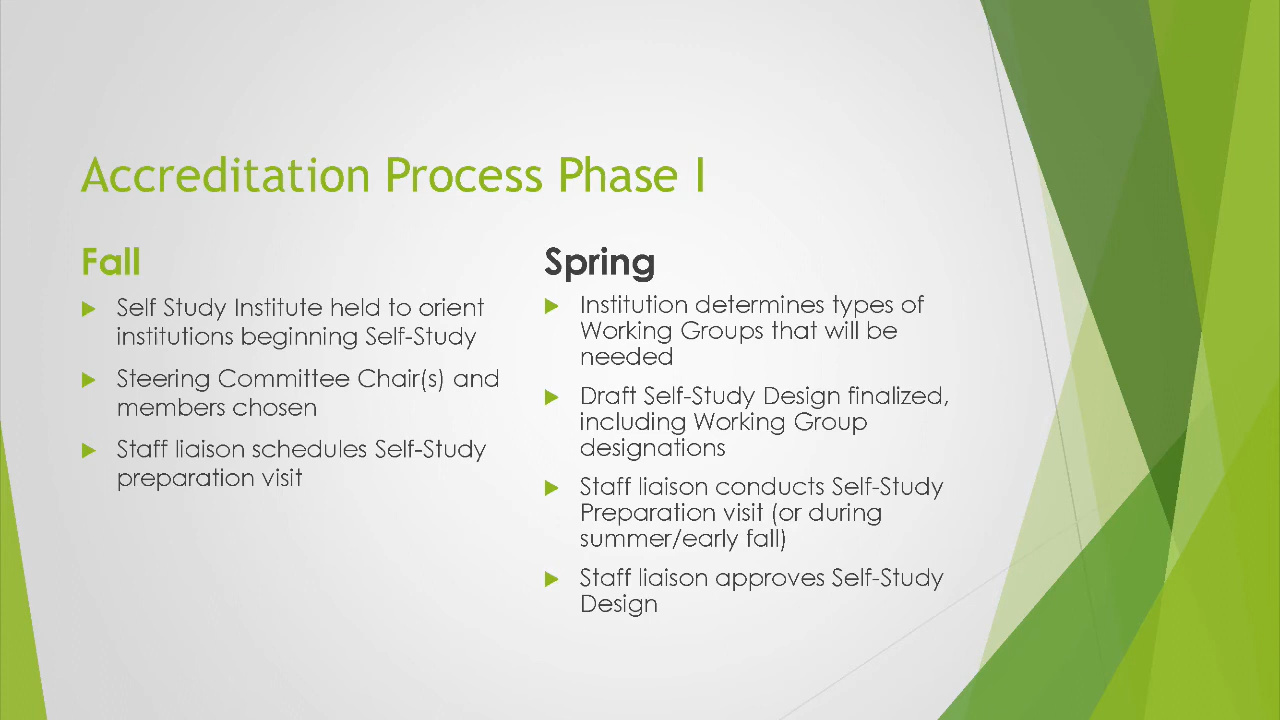 Accreditation Process Phase I
Fall
Self Study Institute held to orient
institutions beginning Self-Study
Steering Committee Chair(s) and
members chosen
Staff liaison schedules Self-Study
preparation visit
Spring
Institution determines types of
Working Groups that will be
needed
Draft Self-Study Design finalized,
including Working Group
designations
Staff liaison conducts Self-Study
Preparation visit (or during
summer/early fall)
Staff liaison approves Self-Study
Design